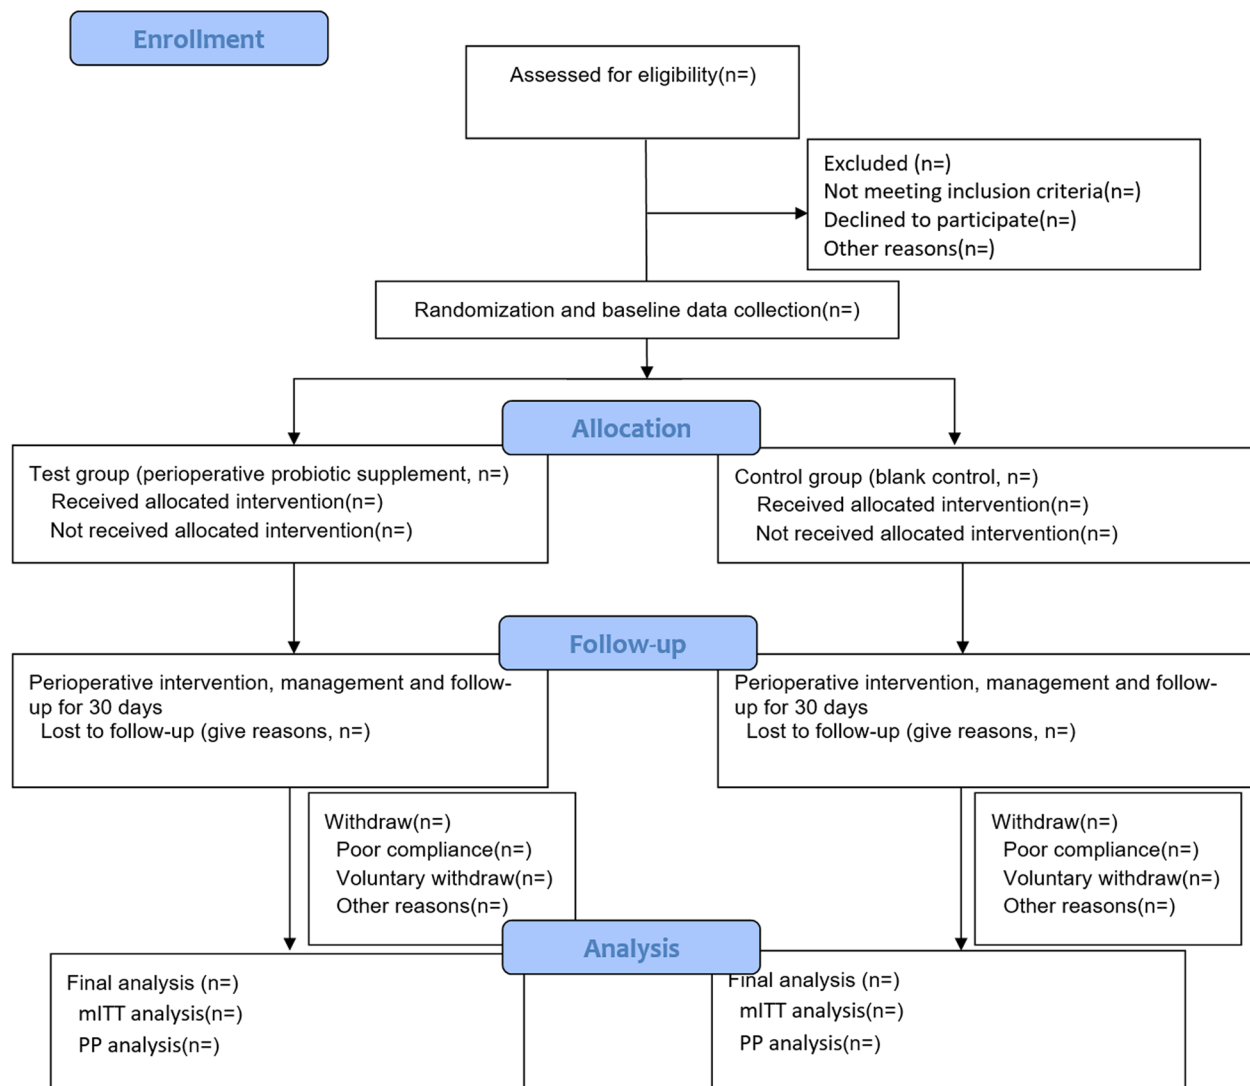 Enrollment
Assessed for eligibility(n=)
Excluded (n=)
Not meeting inclusion criteria(n=)
Declined to participate(n=)
Other reasons(n=)
Randomization and baseline data collection(n=)
Allocation
Test group (perioperative probiotic supplement, n=)
Received allocated intervention(n=)
Not received allocated intervention(n=)
Control group (blank control, n=)
Received allocated intervention(n=)
Not received allocated intervention(n=)
Follow-up
Perioperative intervention, management and follow-
up for 30 days
Lost to follow-up (give reasons, n=)
Perioperative intervention, management and follow-
up for 30 days
Lost to follow-up (give reasons, n=)
Withdraw(n=)
Poor compliance(n=)
Voluntary withdraw(n=)
Other reasons(n=)
Withdraw(n=)
Poor compliance(n=)
Voluntary withdraw(n=)
Other reasons(n=)
Analysis
Final analysis (n=)
mITT analysis(n=)
PP analysis(n=)
Final analysis (n=)
mITT analysis(n=)
PP analysis(n=)